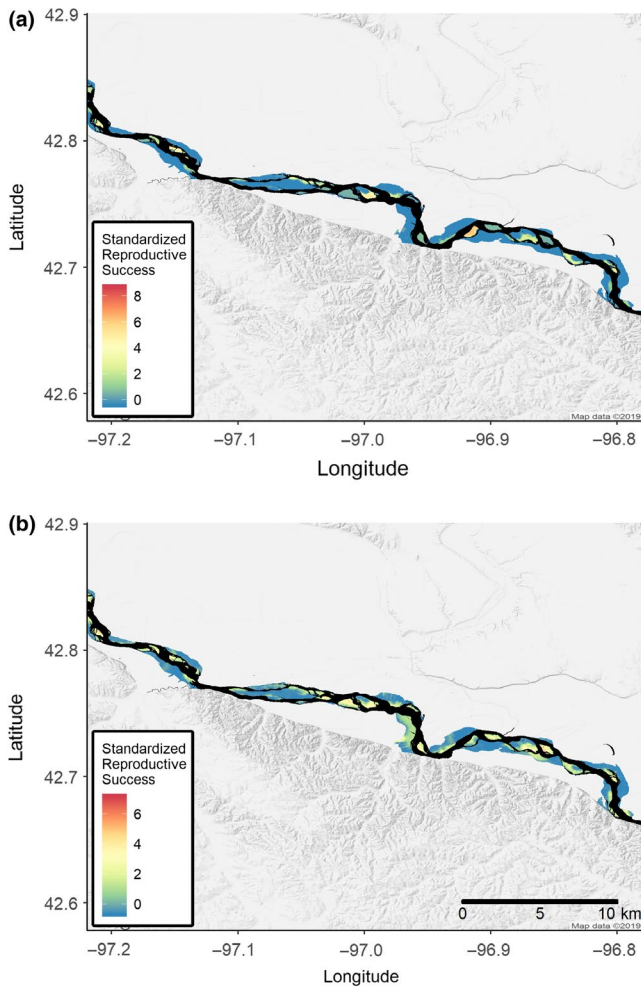 (a)
42.9
42.8
42.7
42.6
Latitude
Standardized
Reproductive
Success
8
6
4
2
0
Map data ©2019
−97.2 −97.1 −97.0 −96.9 −96.8
Longitude
(b)
42.9
42.8
42.7
42.6
Latitude
Standardized
Reproductive
Success
6
4
2
0
0 5 10 km
Map data ©2019
−97.2 −97.1 −97.0 −96.9 −96.8
Longitude